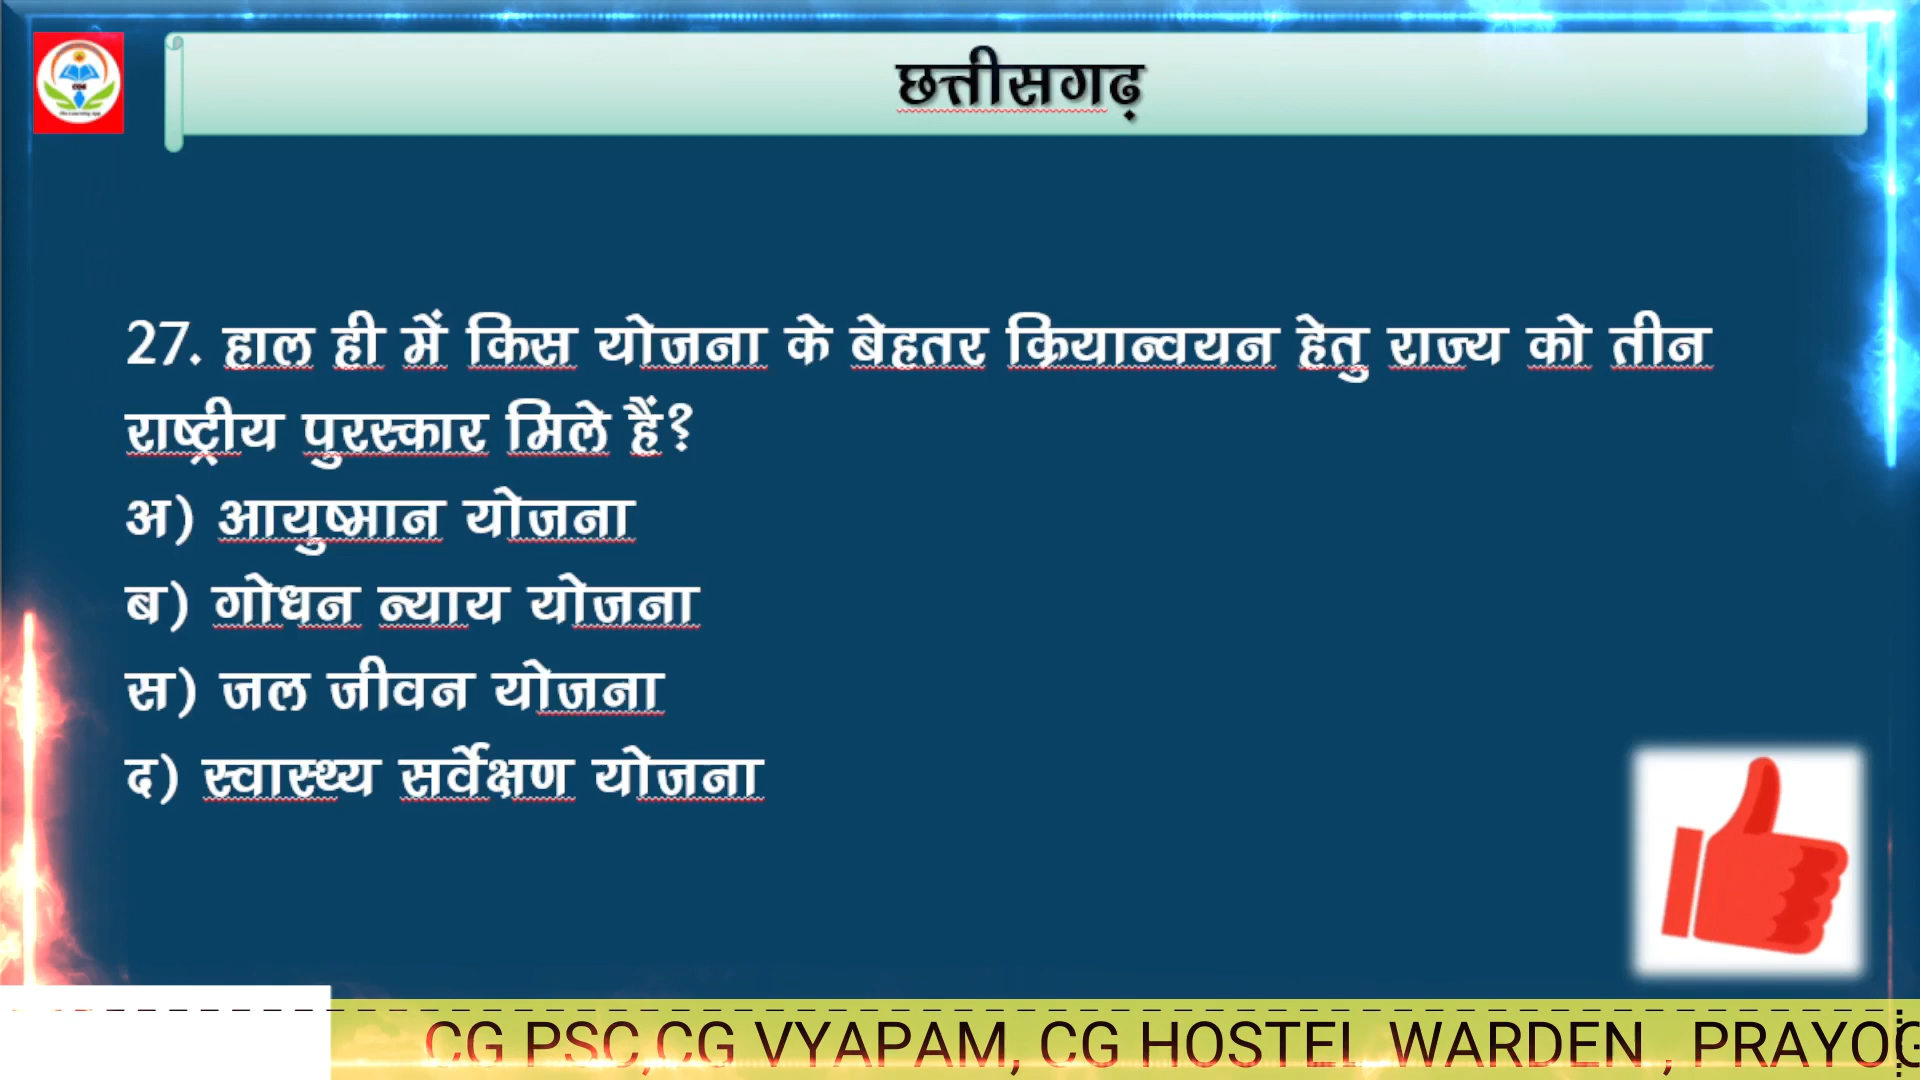 छत्तीसगढ़
27. हाल ही में किस योजना के बेहतर क्रियान्वयन हेतु राज्य को तीन
राष्ट्रीय पुरस्कार मिले हैं?
अ) आयुष्मान योजना
ब) गोधन न्याय योजना
स) जल जीवन योजना
द) स्वास्थ्य सर्वेक्षण योजना
CG PSC,CG VYAPAM, CG HOSTEL WARDEN , PRAYOG